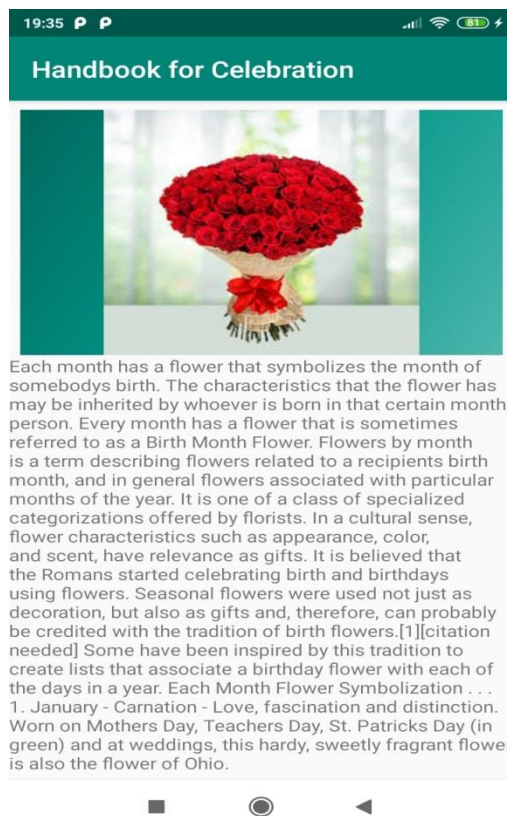 19:35 P P 81
Handbook for Celebration
Each month has a flower that symbolizes the month of
somebodys birth. The characteristics that the flower has
may be inherited by whoever is born in that certain month
person. Every month has a flower that is sometimes
referred to as a Birth Month Flower. Flowers by month
is a term describing flowers related to a recipients birth
month, and in general flowers associated with particular
months of the year. It is one of a class of specialized
categorizations offered by florists. In a cultural sense,
flower characteristics such as appearance, color,
and scent, have relevance as gifts. It is believed that
the Romans started celebrating birth and birthdays
using flowers. Seasonal flowers were used not just as
decoration, but also as gifts and, therefore, can probably
be credited with the tradition of birth flowers.[1][citation
needed] Some have been inspired by this tradition to
create lists that associate a birthday flower with each of
the days in a year. Each Month Flower Symbolization . . .
1. January - Carnation - Love, fascination and distinction.
Worn on Mothers Day, Teachers Day, St. Patricks Day (in
green) and at weddings, this hardy, sweetly fragrant flowe
is also the flower of Ohio.